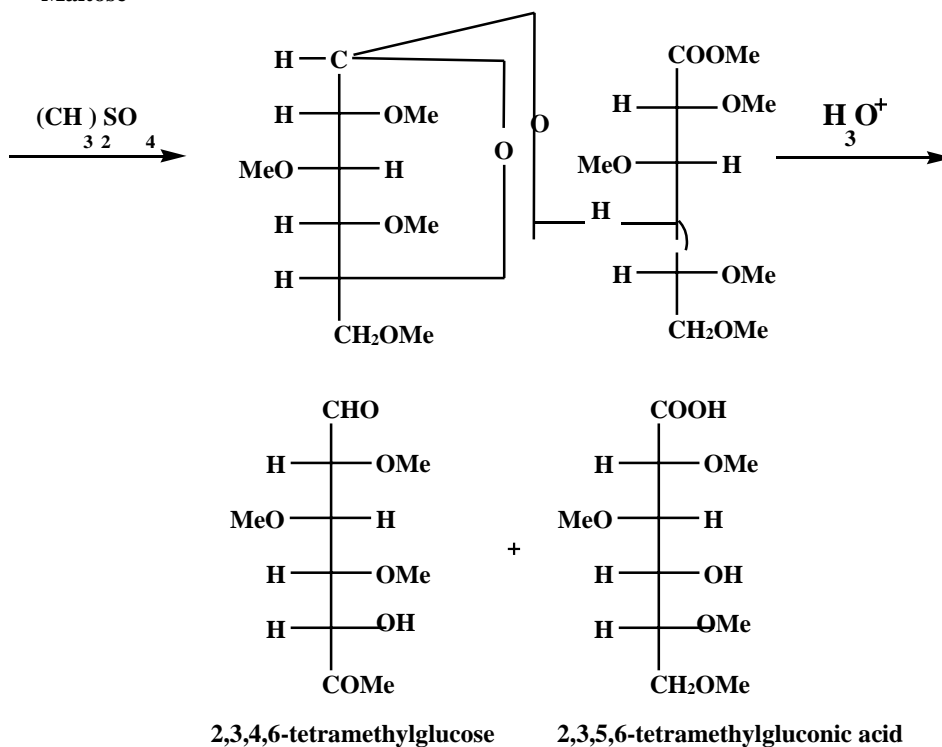 Maltose
H C COOMe
H OMe H OMe
(CH ) SO
3 2 4
O
H O+
3
O
MeO H MeO H
H OMe H
H H OMe
CH2OMe CH2OMe
CHO COOH
H OMe H OMe
MeO H MeO H
+
H OMe H OH
H OH H OMe
COMe CH2OMe
2,3,4,6-tetramethylglucose 2,3,5,6-tetramethylgluconic acid